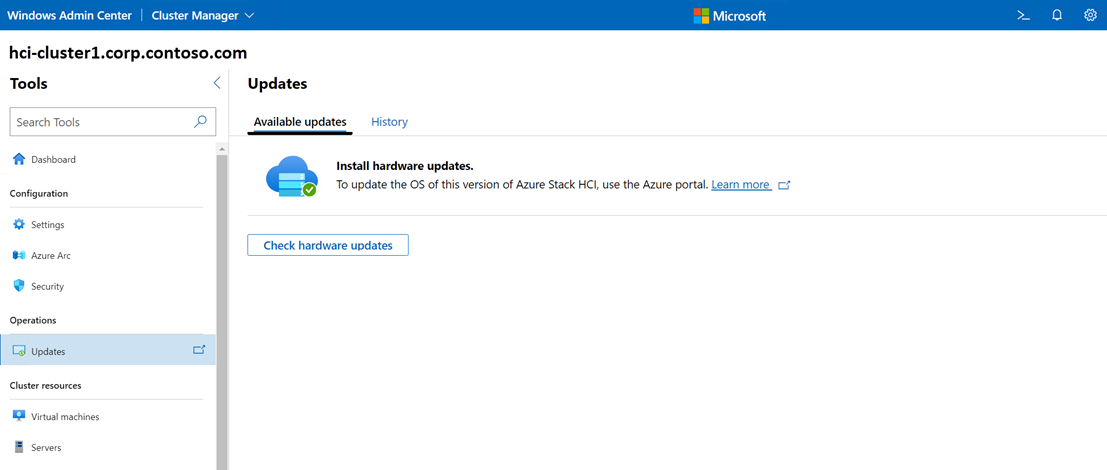 Windows Admin Center | Cluster Manager
Microsoft
hci-cluster1.corp.contoso.com
Tools
Search Tools
Dashboard
Configuration
Settings
Azure Arc
Security
Operations
Updates
Cluster resources
Virtual machines
Servers
Updates
Available updates
History
Install hardware updates.
To update the OS of this version of Azure Stack HCI, use the Azure portal. Learn more
Check hardware updates